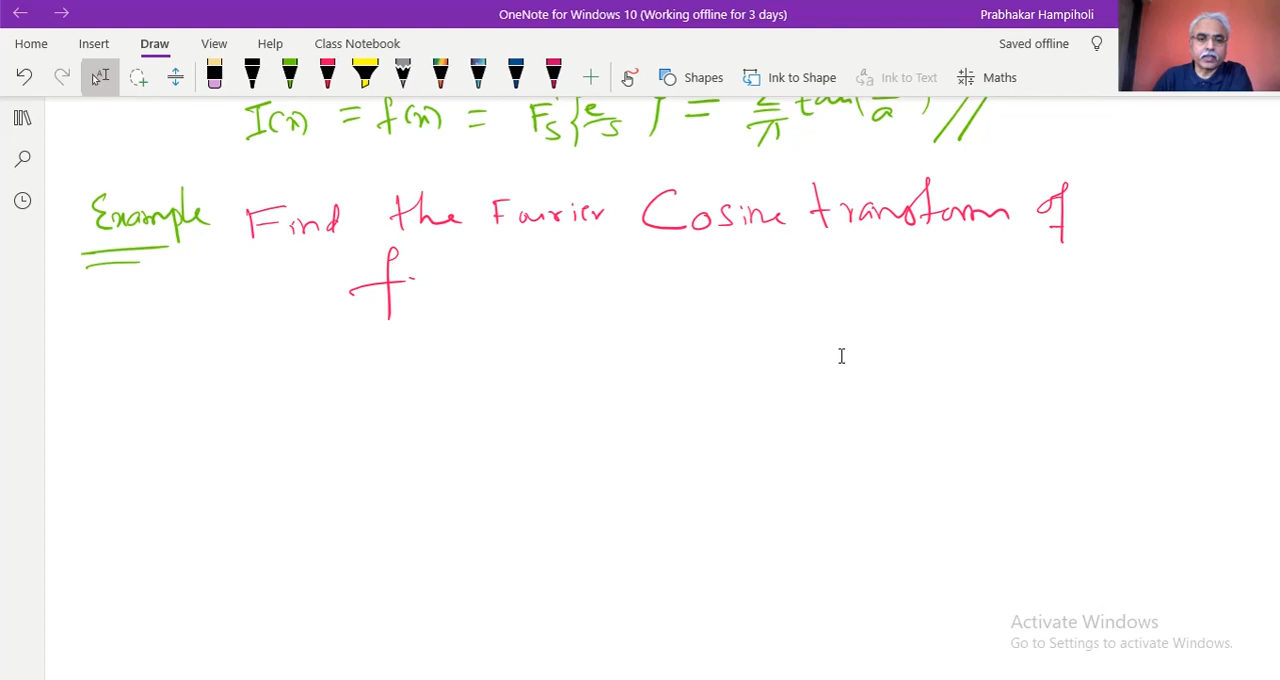 OneNote for Windows 10 (Working offline for 3 days) Prabhakar Hampiholi
Home Insert Draw View Help Class Notebook Saved offline
Shapes Ink to Shape Ink to Text Maths
I(x) = f(x) =
Example Find the Fourier Cosine transform of
f
Activate Windows
Go to Settings to activate Windows.